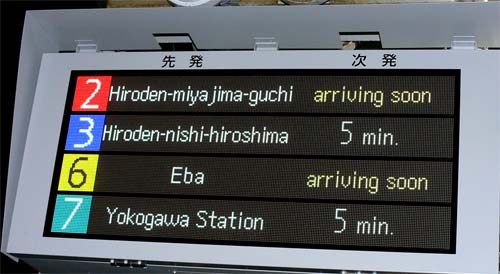 先発 次発
2 Hiroden-miyajima-guchi arriving soon
3 Hiroden-nishi-hiroshima 5 min.
6 Eba arriving soon
7 Yokogawa Station 5 min.